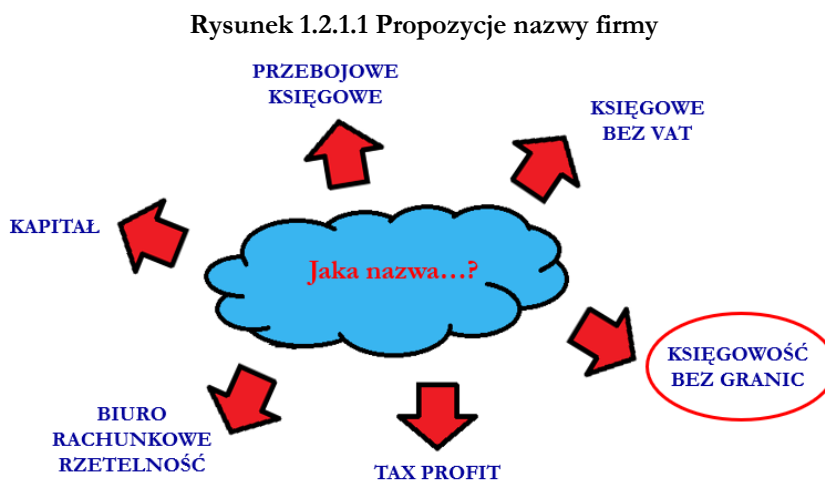 Rysunek 1.2.1.1 Propozycje nazwy firmy
PRZEBOJOWE
KSIĘGOWE
KSIĘGOWE
BEZ VAT
KAPITAŁ
Jaka nazwa...?
KSIĘGOWOŚĆ
BEZ GRANIC
BIURO
RACHUNKOWE
RZETELNOŚĆ
TAX PROFIT